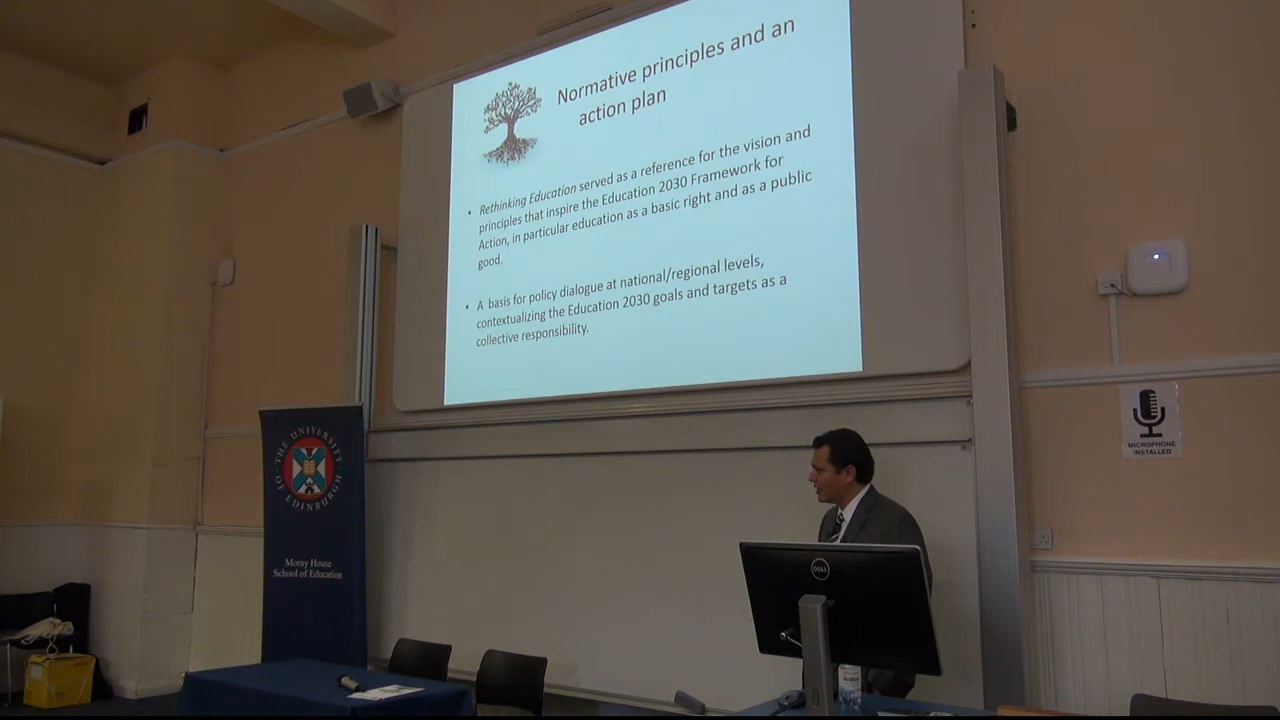 Normative principles and an
action plan
• Rethinking Education served as a reference for the vision and
principles that inspire the Education 2030 Framework for
Action, in particular education as a basic right and as a public
good.
• A basis for policy dialogue at national/regional levels,
contextualizing the Education 2030 goals and targets as a
collective responsibility.
THE UNIVERSITY
OF EDINBURGH
Moray House
School of Education
MICROPHONE
INSTALLED
DELL